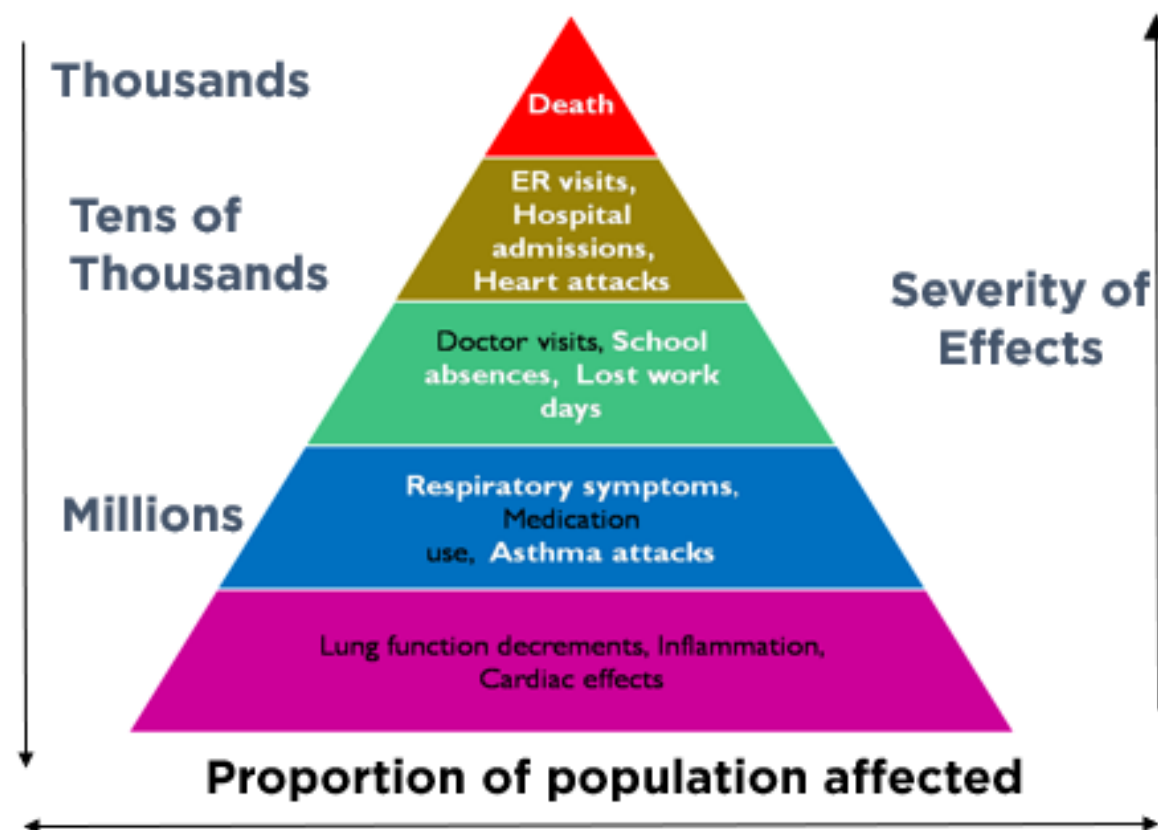 Thousands
Death
Tens of
Thousands
ER visits,
Hospital
admissions,
Heart attacks
Severity of
Effects
Doctor visits, School
absences, Lost work
days
Millions
Respiratory symptoms,
Medication
use, Asthma attacks
Lung function decrements, Inflammation,
Cardiac effects
Proportion of population affected